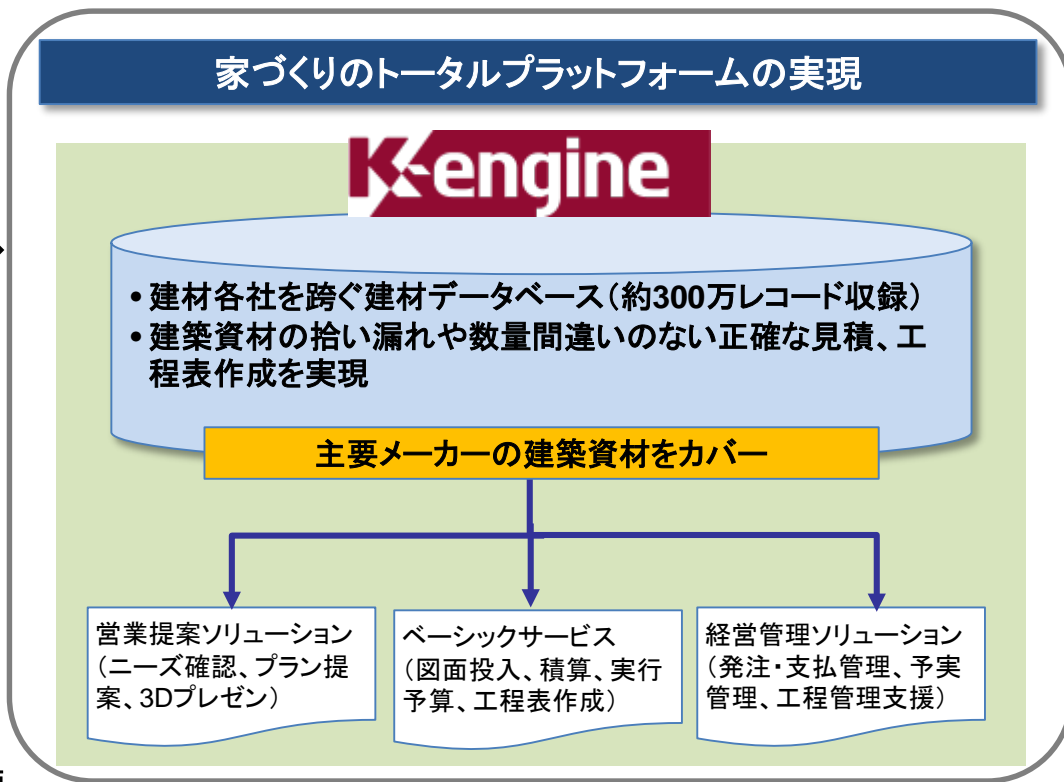 家づくりのトータルプラットフォームの実現
K-engine
•建材各社を跨ぐ建材データベース（約300万レコード収録）
•建築資材の拾い漏れや数量間違いのない正確な見積、工
程表作成を実現
主要メーカーの建築資材をカバー
営業提案ソリューション
（ニーズ確認、プラン提
案、3Dプレゼン）
ベーシックサービス
（図面投入、積算、実行
予算、工程表作成）
経営管理ソリューション
（発注・支払管理、予実
管理、工程管理支援）